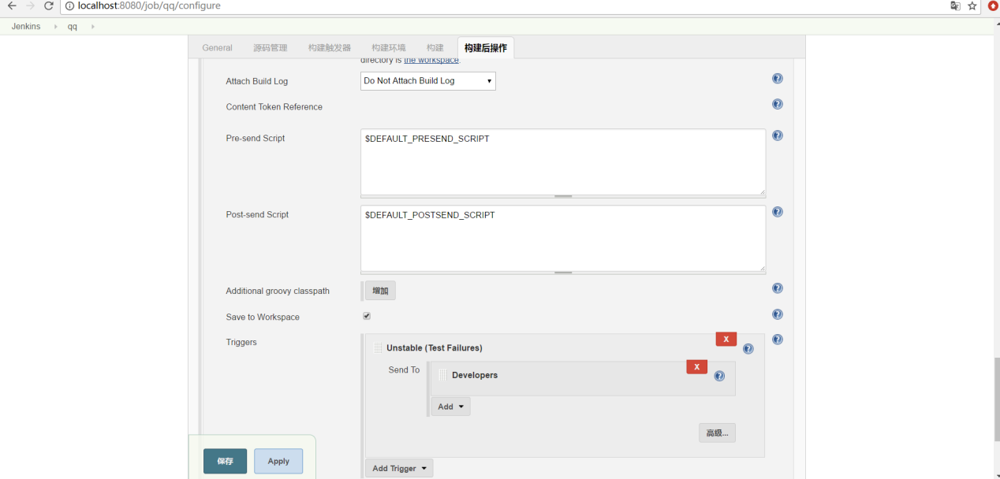 localhost:8080/job/qq/configure
Jenkins qq
General 源码管理 构建触发器 构建环境 构建 构建后操作
directory is the workspace.
Attach Build Log Do Not Attach Build Log
Content Token Reference
Pre-send Script $DEFAULT_PRESEND_SCRIPT
Post-send Script $DEFAULT_POSTSEND_SCRIPT
Additional groovy classpath 增加
Save to Workspace
Triggers
X
Unstable (Test Failures)
Send To
X
Developers
Add
高级...
保存 Apply
Add Trigger